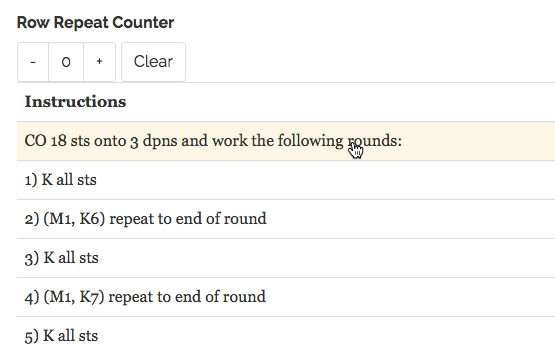 Row Repeat Counter
- 0 + Clear
Instructions
CO 18 sts onto 3 dpns and work the following rounds:
1) K all sts
2) (M1, K6) repeat to end of round
3) K all sts
4) (M1, K7) repeat to end of round
5) K all sts